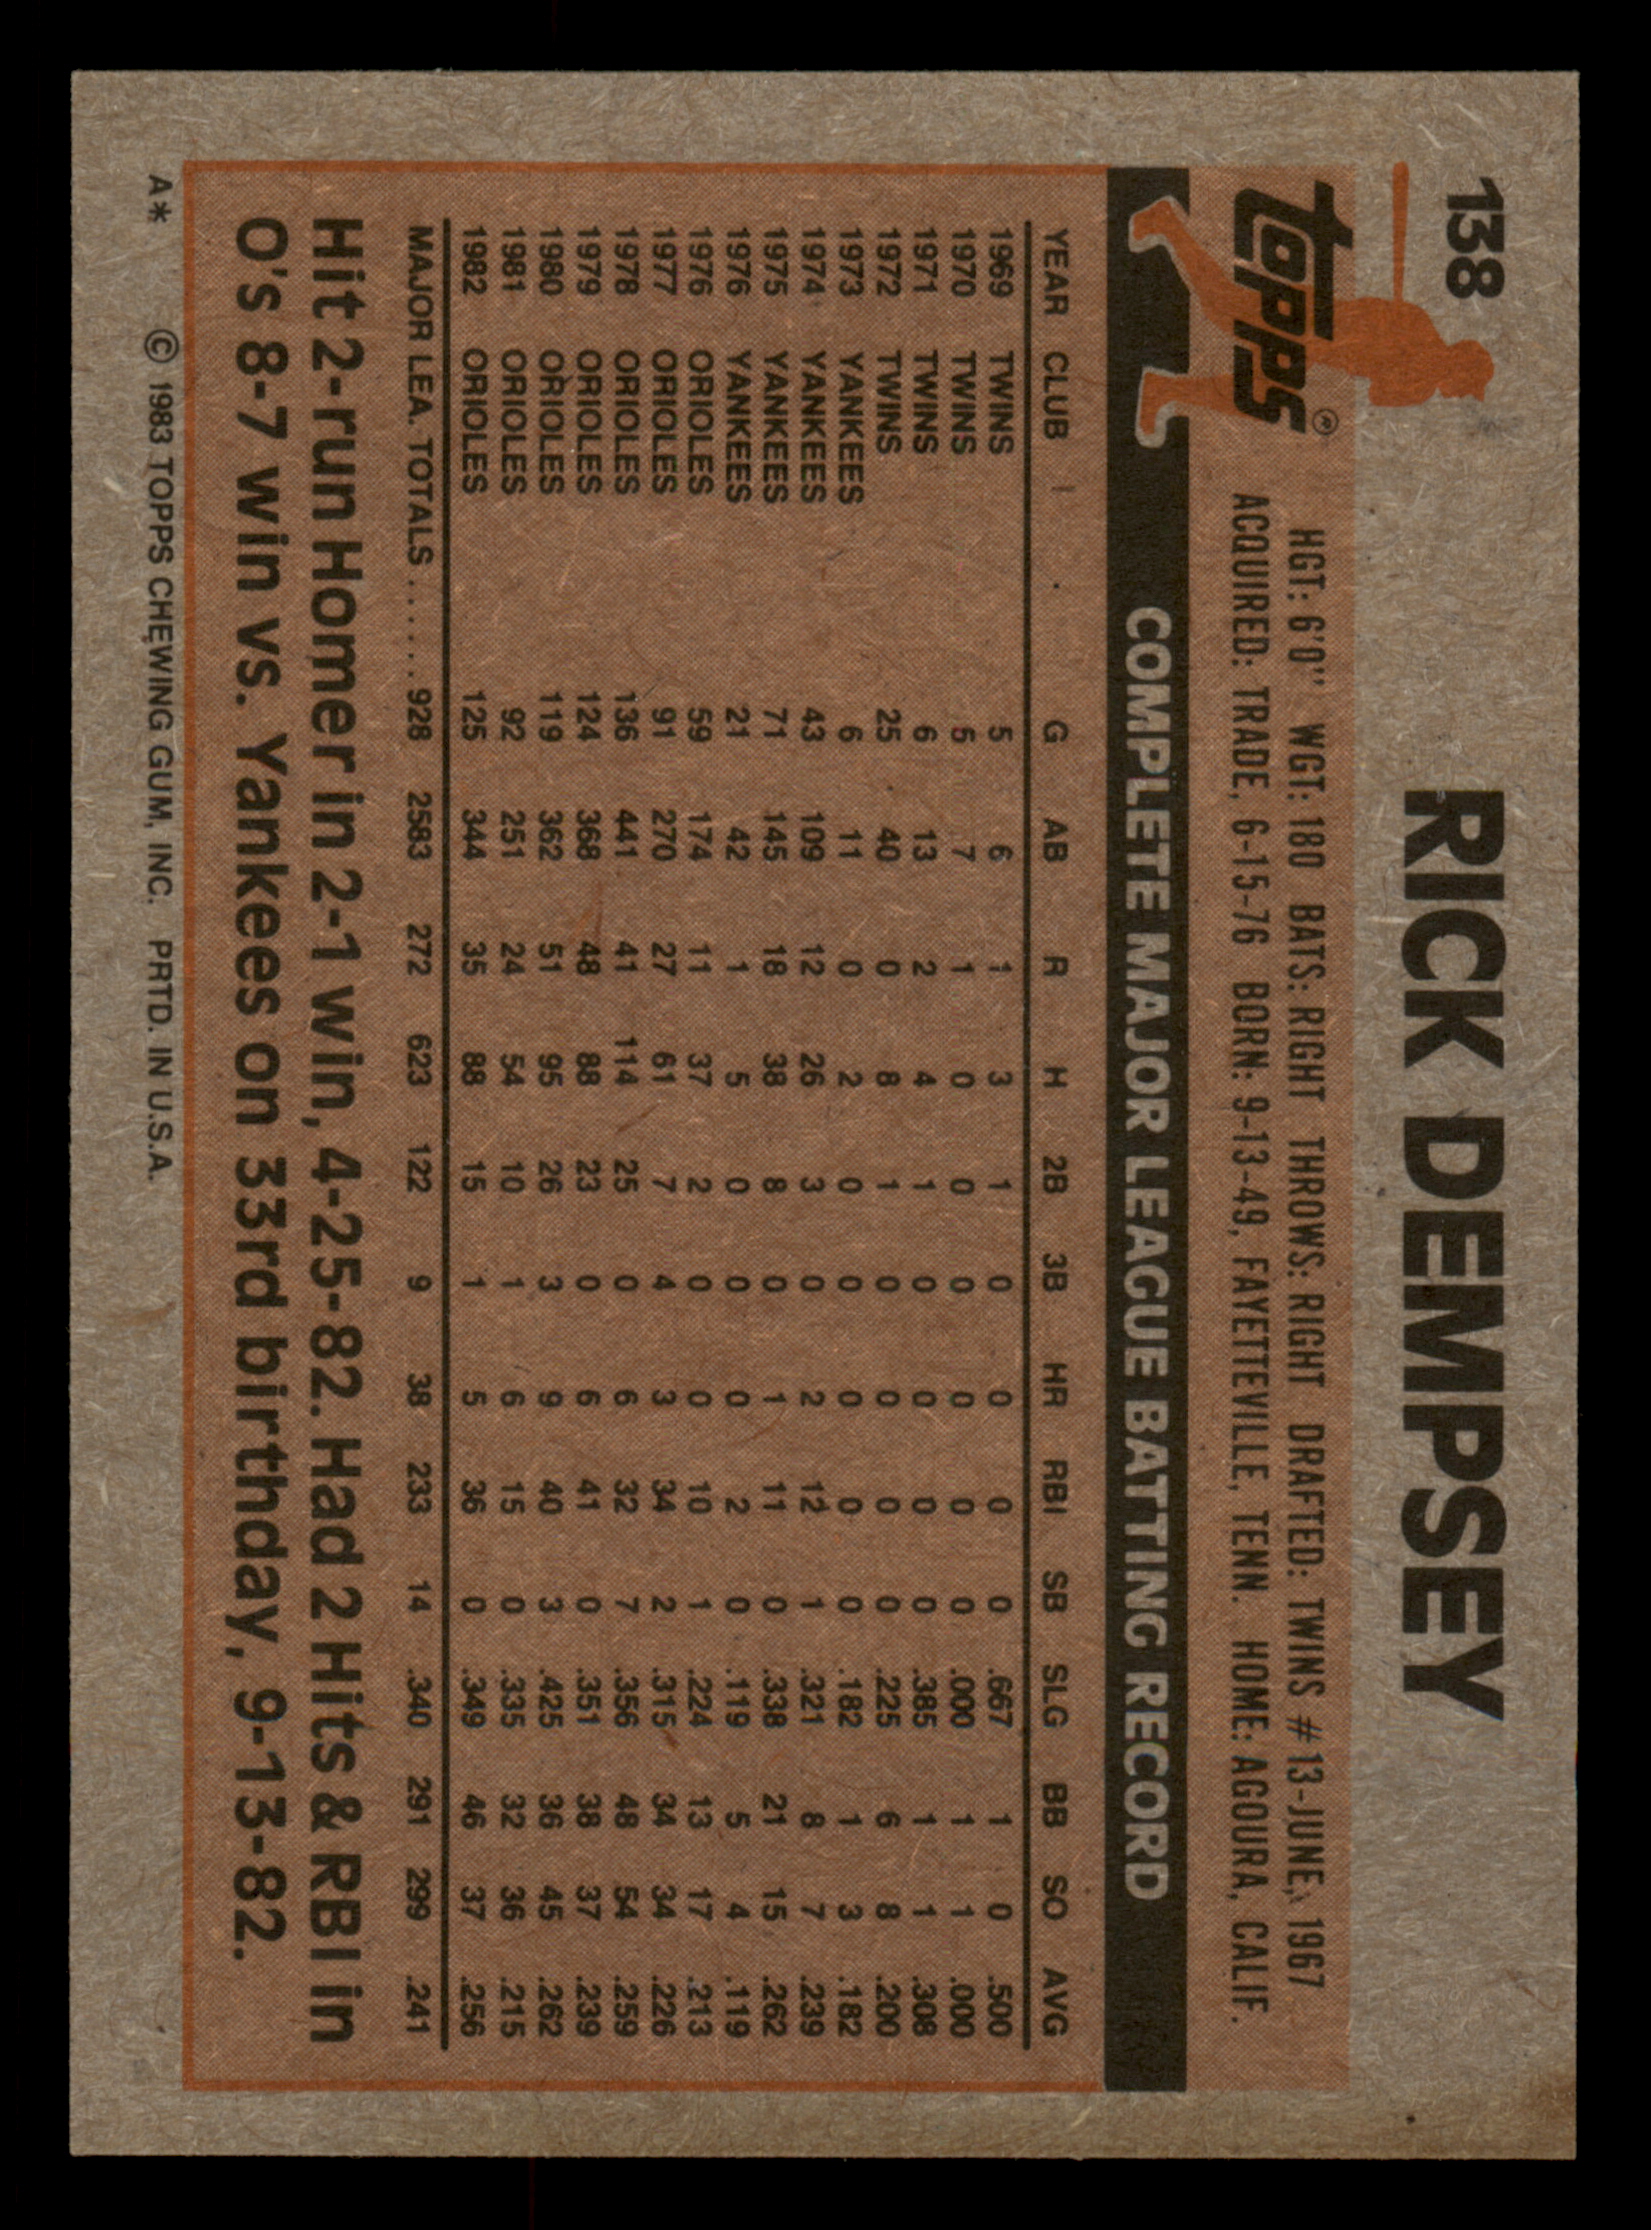 138
RICK DEMPSEY
topps®
HGT: 6'0" WGT: 180 BATS: RIGHT THROWS: RIGHT DRAFTED: TWINS #13-JUNE, 1967
ACQUIRED: TRADE, 6-15-76 BORN: 9-13-49, FAYETTEVILLE, TENN. HOME: AGOURA, CALIF.
COMPLETE MAJOR LEAGUE BATTING RECORD
YEAR CLUB G AB R H 2B 3B HR RBI SB SLG BB SO AVG
1969 TWINS 5 6 1 3 1 0 0 0 0 .667 1 0 .500
1970 TWINS 5 7 1 0 0 0 0 0 0 .000 1 1 .000
1971 TWINS 6 13 2 4 1 0 0 0 0 .385 1 1 .308
1972 TWINS 25 40 0 8 1 0 0 0 0 .225 6 8 .200
1973 YANKEES 6 11 0 2 0 0 0 0 0 .182 1 3 .182
1974 YANKEES 43 109 12 26 3 0 2 12 1 .321 8 7 .239
1975 YANKEES 71 145 18 38 8 0 1 11 0 .338 21 15 .262
1976 YANKEES 21 42 1 5 0 0 0 2 0 .119 5 4 .119
1976 ORIOLES 59 174 11 37 2 0 0 10 1 .224 13 17 .213
1977 ORIOLES 91 270 27 61 7 4 3 34 2 .315 34 34 .226
1978 ORIOLES 136 441 41 114 25 0 6 32 7 .356 48 54 .259
1979 ORIOLES 124 368 48 88 23 0 6 41 0 .351 38 37 .239
1980 ORIOLES 119 362 51 95 26 3 9 40 3 .425 36 45 .262
1981 ORIOLES 92 251 24 54 10 1 6 15 0 .335 32 36 .215
1982 ORIOLES 125 344 35 88 15 1 5 36 0 .349 46 37 .256
MAJOR LEA. TOTALS ...... 928 2583 272 623 122 9 38 233 14 .340 291 299 .241
Hit 2-run Homer in 2-1 win, 4-25-82. Had 2 Hits & RBI in
O's 8-7 win vs. Yankees on 33rd birthday, 9-13-82.
A* © 1983 TOPPS CHEWING GUM, INC. PRTD. IN U.S.A.